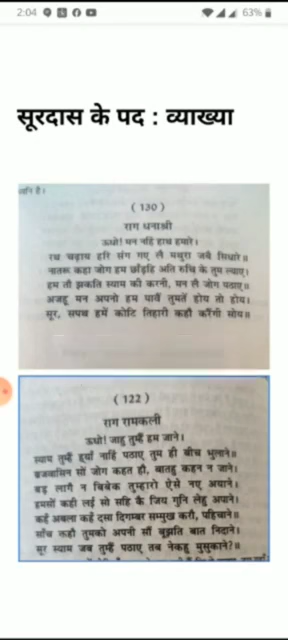 2:04
63%
सूरदास के पद : व्याख्या
ध्वनि है।
( 130 )
राग धनाश्री
ऊधो! मन नहिं हाथ हमारे।
रथ चढ़ाय हरि संग गए लै मथुरा जबै सिधारे॥
नातरु कहा जोग हम छाँड़हि अति रुचि कै तुम ल्याए।
हम तौ झकति स्याम की करनी, मन लै जोग पठाए॥
अजहू मन अपनो हम पावैं तुमतें होय तो होय।
सूर, सपथ हमें कोटि तिहारी कहौ करैंगी सोय॥
( 122 )
राग रामकली
ऊधो! जाहु तुम्हैं हम जाने।
स्याम तुम्हैं ह्याँ नाहिं पठाए तुम हौ बीच भुलाने॥
ब्रजवासिन सों जोग कहत हौ, बातहु कहन न जाने।
बड़ लागै न बिबेक तुम्हारो ऐसे नए अयाने।
हमसों कही लई सो सहि कै जिय गुनि लेहु अपाने।
कहँ अबला कहँ दसा दिगम्बर सम्मुख करौ, पहिचाने॥
साँच कहौ तुमको अपनी सौं बूझति बात निदाने।
सूर स्याम जब तुम्हैं पठाए तब नेकहु मुसुकाने?॥